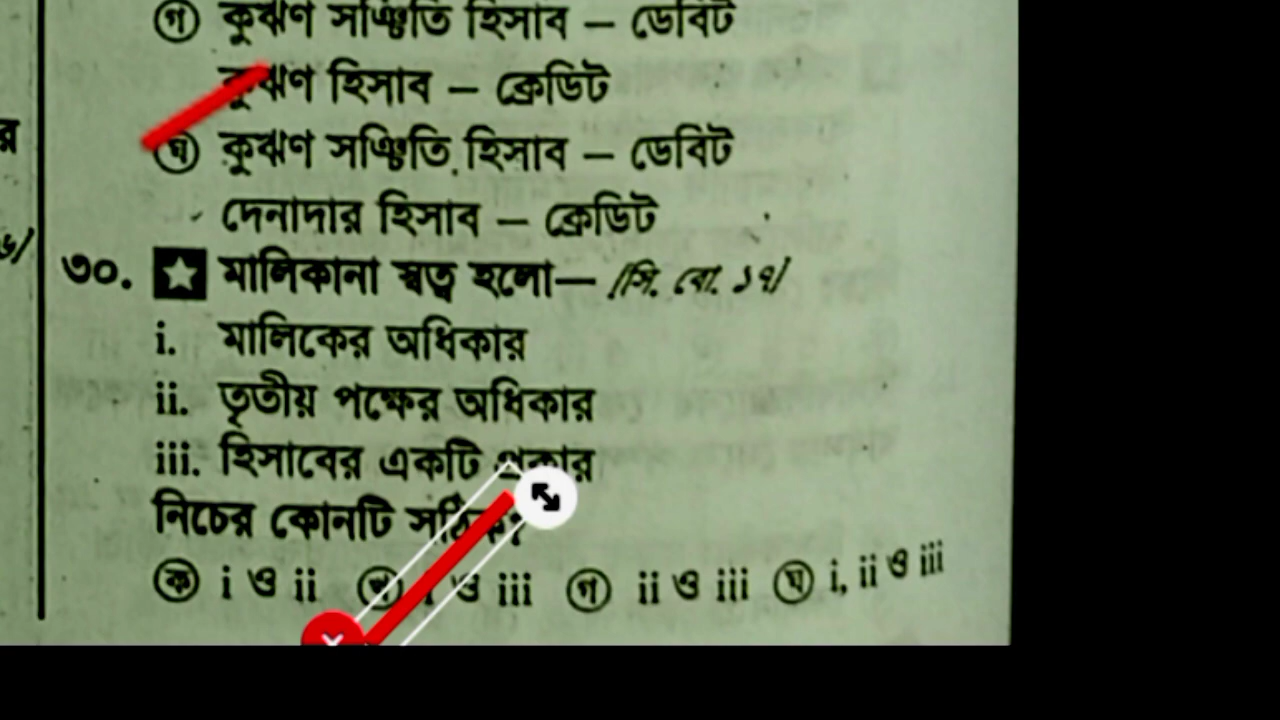 গ কুঋণ সঞ্চিতি হিসাব – ডেবিট
কুঋণ হিসাব – ক্রেডিট
ঘ কুঋণ সঞ্চিতি হিসাব – ডেবিট
দেনাদার হিসাব – ক্রেডিট
৩০. মালিকানা স্বত্ব হলো— /সি. বো. ১৭/
i. মালিকের অধিকার
ii. তৃতীয় পক্ষের অধিকার
iii. হিসাবের একটি প্রকার
নিচের কোনটি সঠিক?
ক i ও ii খ i ও iii গ ii ও iii ঘ i, ii ও iii